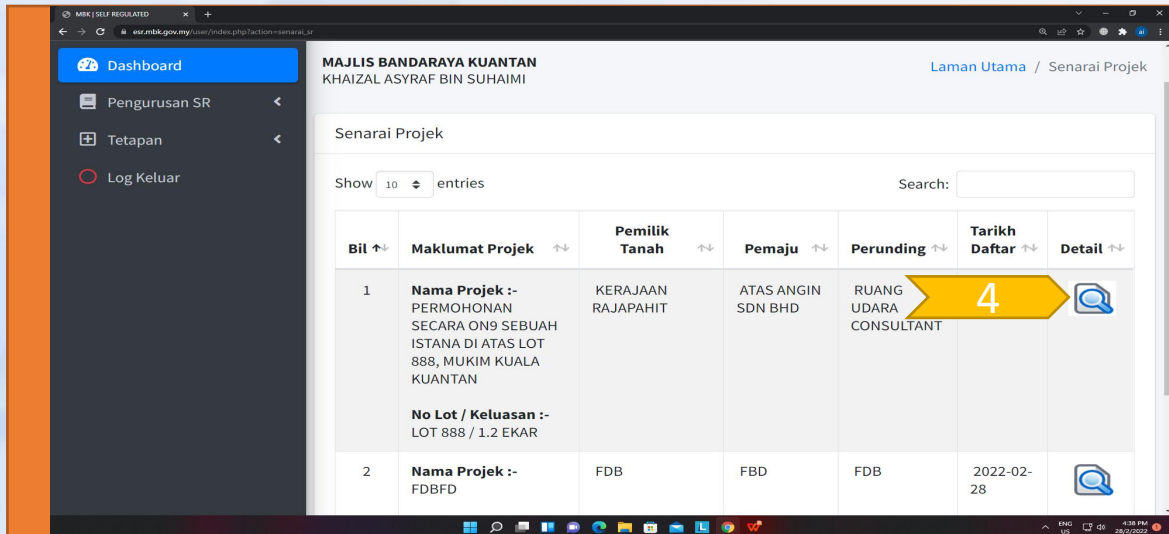 MBK | SELF REGULATED
esr.mbk.gov.my/user/index.php?action=senarai_sr
Dashboard
Pengurusan SR
Tetapan
Log Keluar
MAJLIS BANDARAYA KUANTAN
KHAIZAL ASYRAF BIN SUHAIMI
Laman Utama / Senarai Projek
Senarai Projek
Show 10 entries
Search:
Bil
Maklumat Projek
Pemilik
Tanah
Pemaju
Perunding
Tarikh
Daftar
Detail
1
Nama Projek :-
PERMOHONAN
SECARA ON9 SEBUAH
ISTANA DI ATAS LOT
888, MUKIM KUALA
KUANTAN
No Lot / Keluasan :-
LOT 888 / 1.2 EKAR
KERAJAAN
RAJAPAHIT
ATAS ANGIN
SDN BHD
RUANG
UDARA
CONSULTANT
4
2
Nama Projek :-
FDBFD
FDB
FBD
FDB
2022-02-
28
ENG
US
4:38 PM
28/2/2022